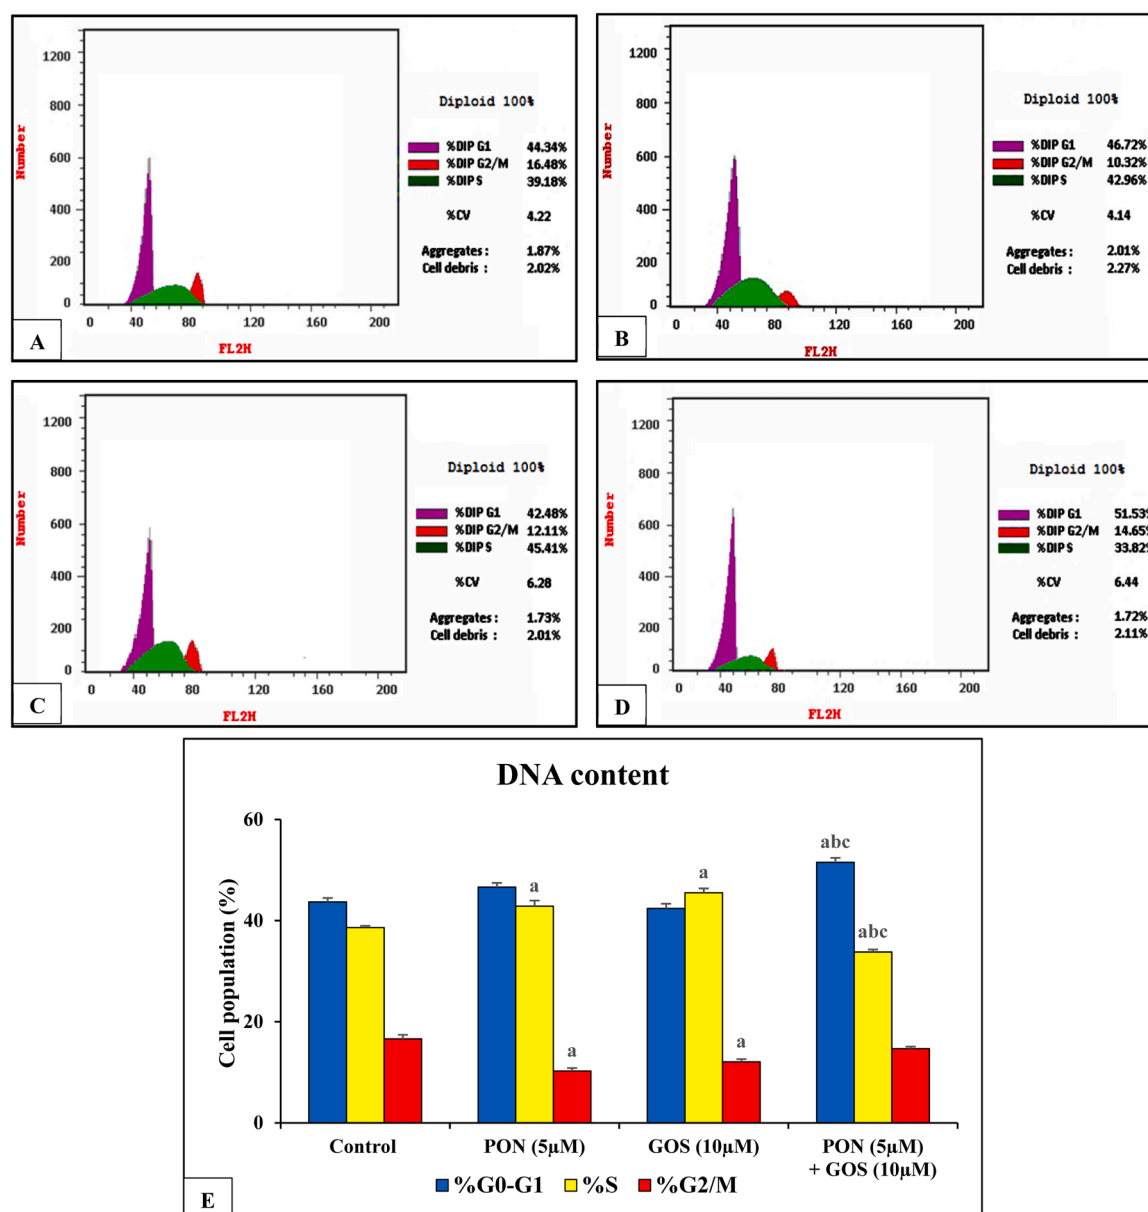 1200
800
600
400
200
0
Number
0 40 80 120 160 200
FL2H
A
Diploid 100%
%DIP G1 44.34%
%DIP G2/M 16.48%
%DIP S 39.18%
%CV 4.22
Aggregates : 1.87%
Cell debris : 2.02%
1200
800
600
400
200
0
Number
0 40 80 120 160 200
FL2H
B
Diploid 100%
%DIP G1 46.72%
%DIP G2/M 10.32%
%DIP S 42.96%
%CV 4.14
Aggregates : 2.01%
Cell debris : 2.27%
1200
800
600
400
200
0
Number
0 40 80 120 160 200
FL2H
C
Diploid 100%
%DIP G1 42.48%
%DIP G2/M 12.11%
%DIP S 45.41%
%CV 6.28
Aggregates : 1.73%
Cell debris : 2.01%
1200
800
600
400
200
0
Number
0 40 80 120 160 200
FL2H
D
Diploid 100%
%DIP G1 51.53%
%DIP G2/M 14.65%
%DIP S 33.82%
%CV 6.44
Aggregates : 1.72%
Cell debris : 2.11%
DNA content
60
40
20
0
Cell population (%)
a
a
a
a
abc
abc
Control
PON (5µM)
GOS (10µM)
PON (5µM)
+ GOS (10µM)
%G0-G1 %S %G2/M
E